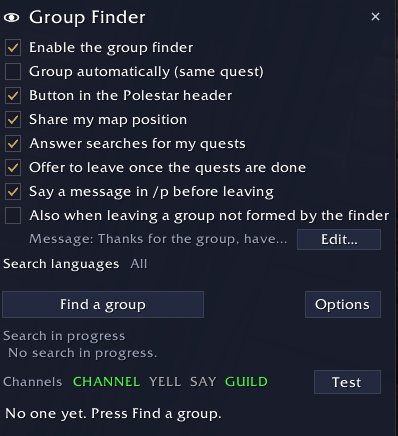 Group Finder ×
Enable the group finder
Group automatically (same quest)
Button in the Polestar header
Share my map position
Answer searches for my quests
Offer to leave once the quests are done
Say a message in /p before leaving
Also when leaving a group not formed by the finder
Message: Thanks for the group, have... Edit...
Search languages All
Find a group Options
Search in progress
No search in progress.
Channels CHANNEL YELL SAY GUILD Test
No one yet. Press Find a group.